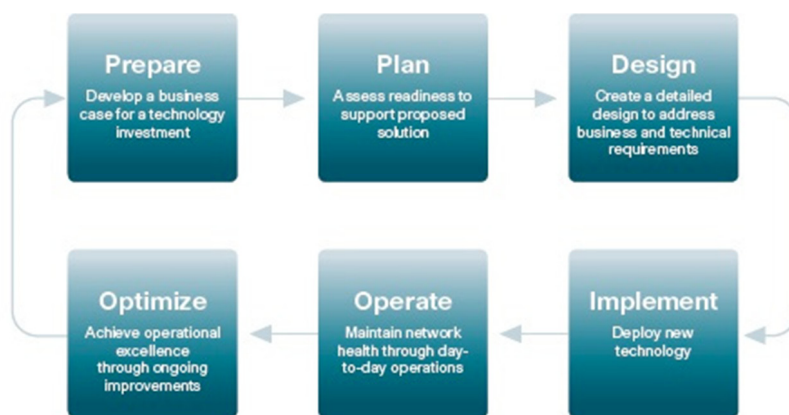 Prepare
Develop a business
case for a technology
investment
Plan
Assess readiness to
support proposed
solution
Design
Create a detailed
design to address
business and technical
requirements
Optimize
Achieve operational
excellence
through ongoing
improvements
Operate
Maintain network
health through day-
to-day operations
Implement
Deploy new
technology